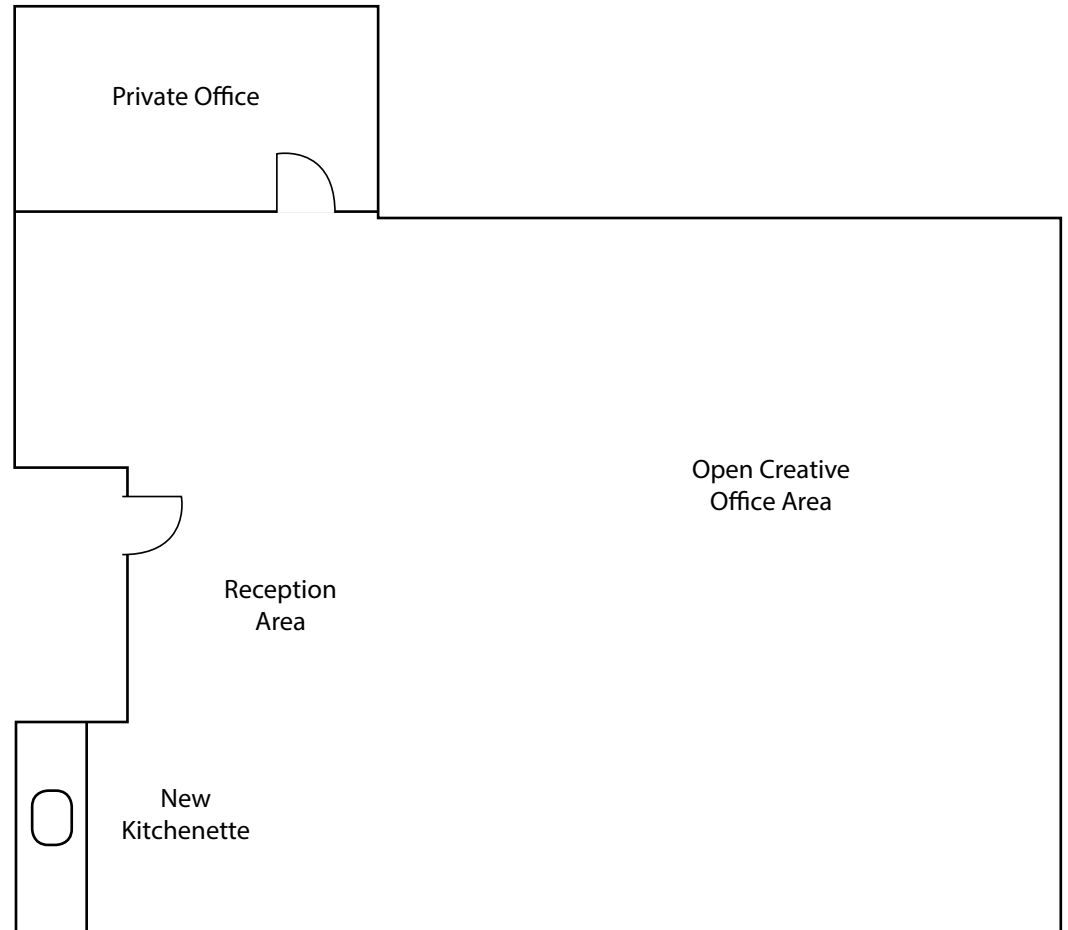 Private Office
Open Creative
Office Area
Reception
Area
New
Kitchenette